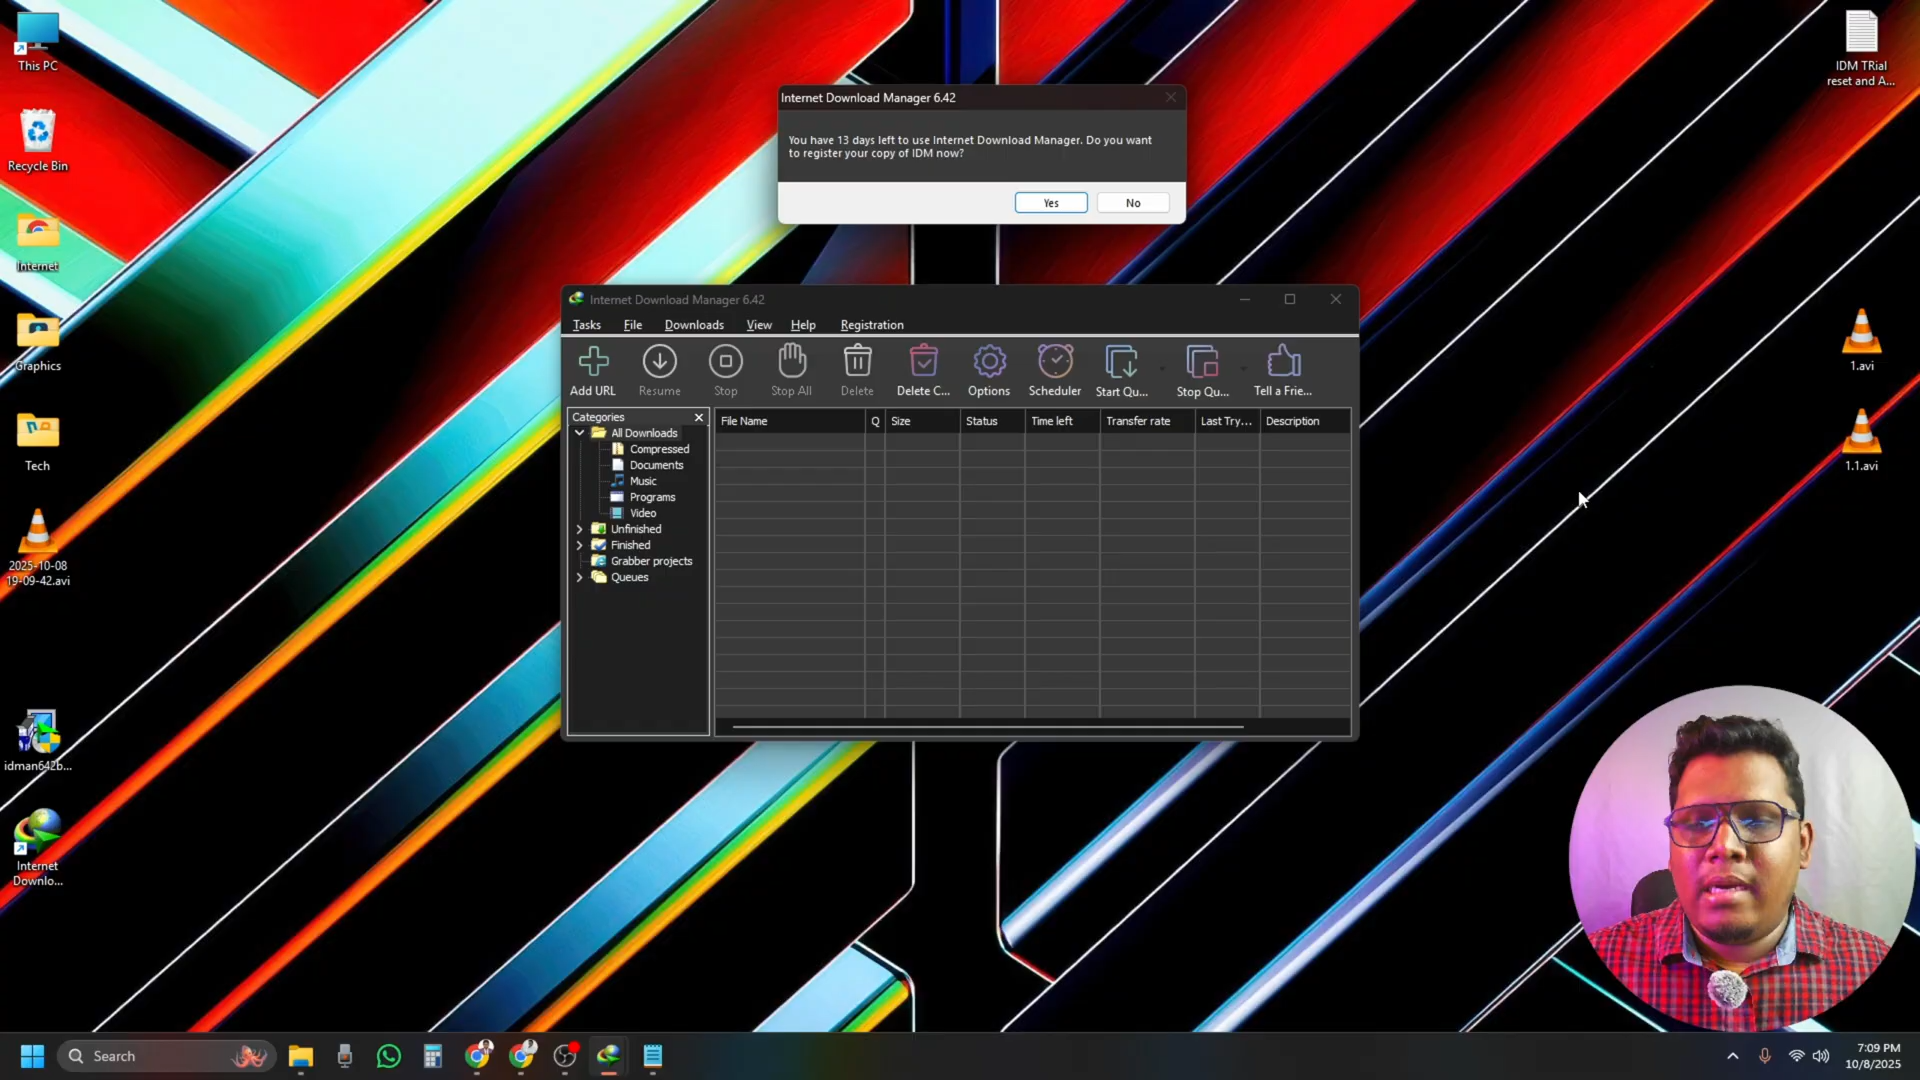 This PC
Recycle Bin
Internet
Graphics
Tech
2025-10-08
19-09-42.avi
idman642b...
Internet
Downlo...
IDM TRial
reset and A...
1.avi
1.1.avi
Internet Download Manager 6.42
You have 13 days left to use Internet Download Manager. Do you want
to register your copy of IDM now?
Yes No
Internet Download Manager 6.42
Tasks File Downloads View Help Registration
Add URL Resume Stop Stop All Delete Delete C... Options Scheduler Start Qu... Stop Qu... Tell a Frie...
Categories
All Downloads
Compressed
Documents
Music
Programs
Video
Unfinished
Finished
Grabber projects
Queues
File Name Q Size Status Time left Transfer rate Last Try... Description
Search
7:09 PM
10/8/2025